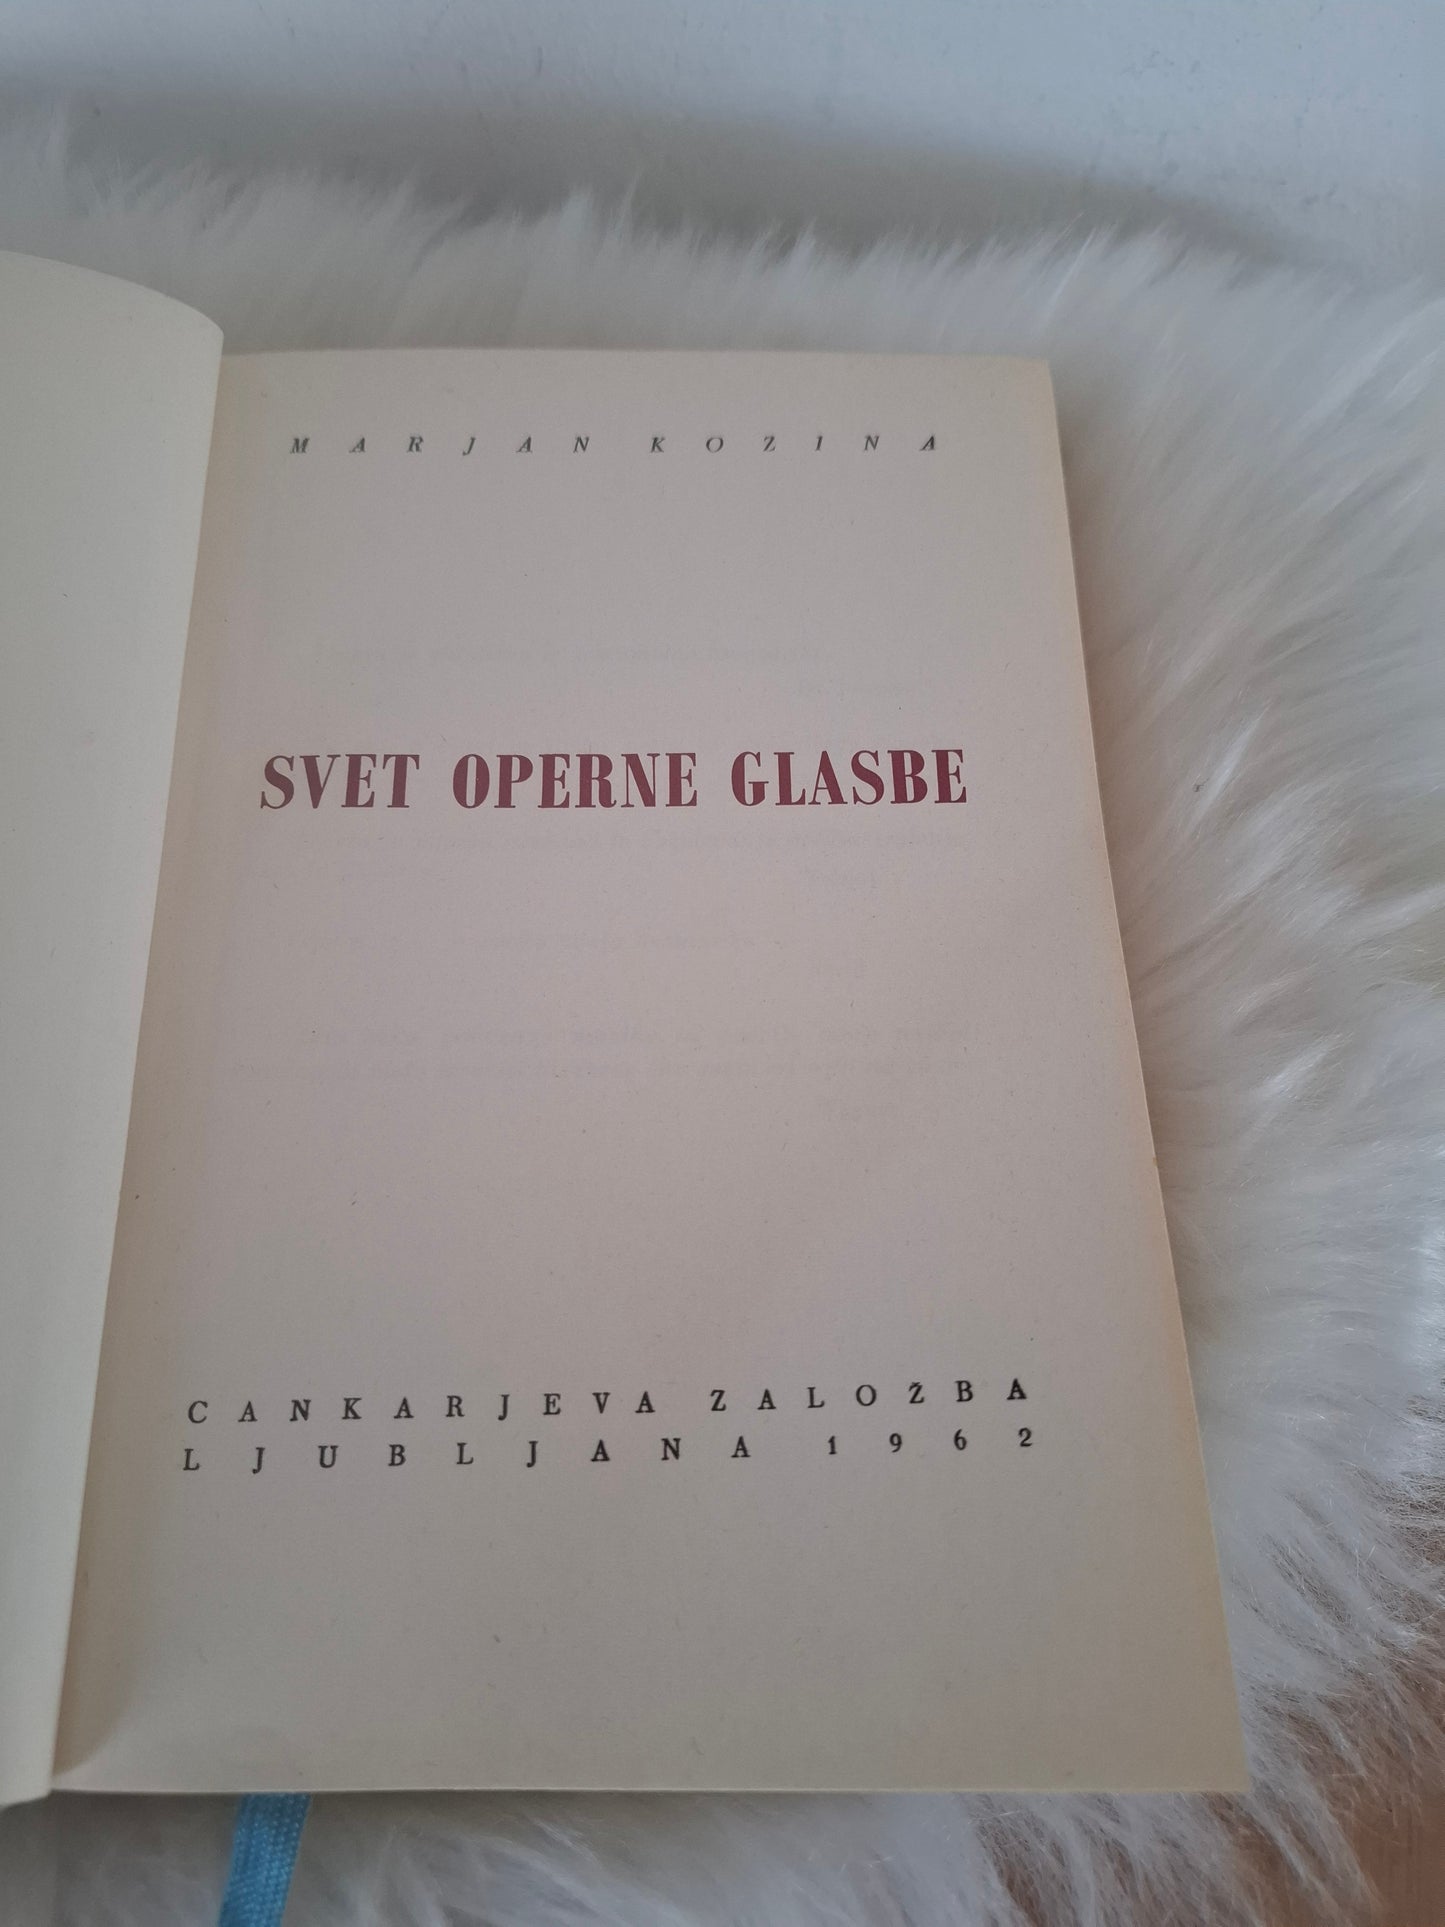 MARJAN KOZINA
SVET OPERNE GLASBE
CANKARJEVA ZALOŽBA
LJUBLJANA 1962